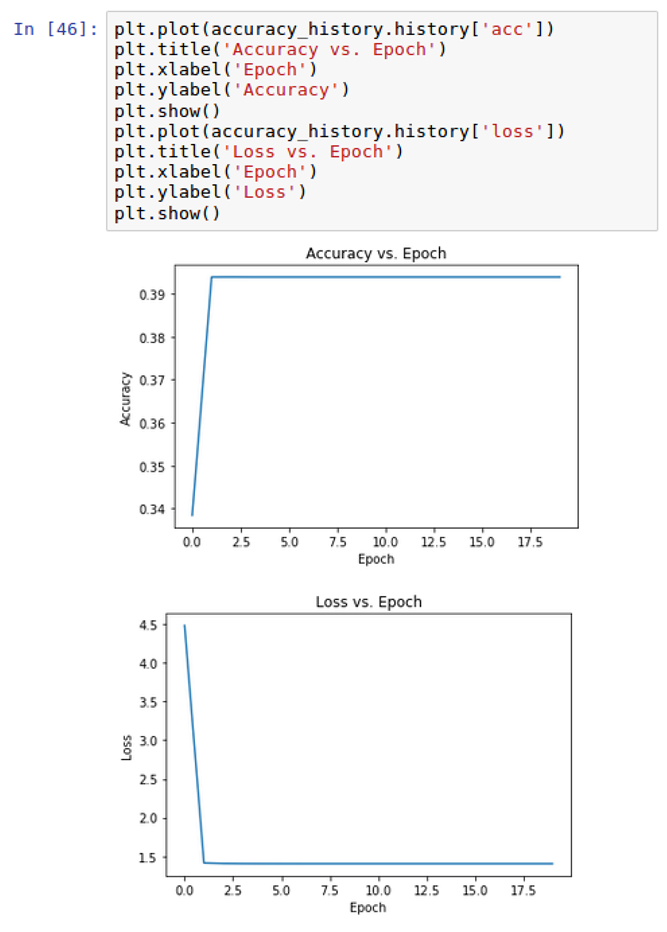 In [46]: plt.plot(accuracy_history.history['acc'])
plt.title('Accuracy vs. Epoch')
plt.xlabel('Epoch')
plt.ylabel('Accuracy')
plt.show()
plt.plot(accuracy_history.history['loss'])
plt.title('Loss vs. Epoch')
plt.xlabel('Epoch')
plt.ylabel('Loss')
plt.show()
Accuracy vs. Epoch
Accuracy
0.39
0.38
0.37
0.36
0.35
0.34
0.0 2.5 5.0 7.5 10.0 12.5 15.0 17.5
Epoch
Loss vs. Epoch
Loss
4.5
4.0
3.5
3.0
2.5
2.0
1.5
0.0 2.5 5.0 7.5 10.0 12.5 15.0 17.5
Epoch